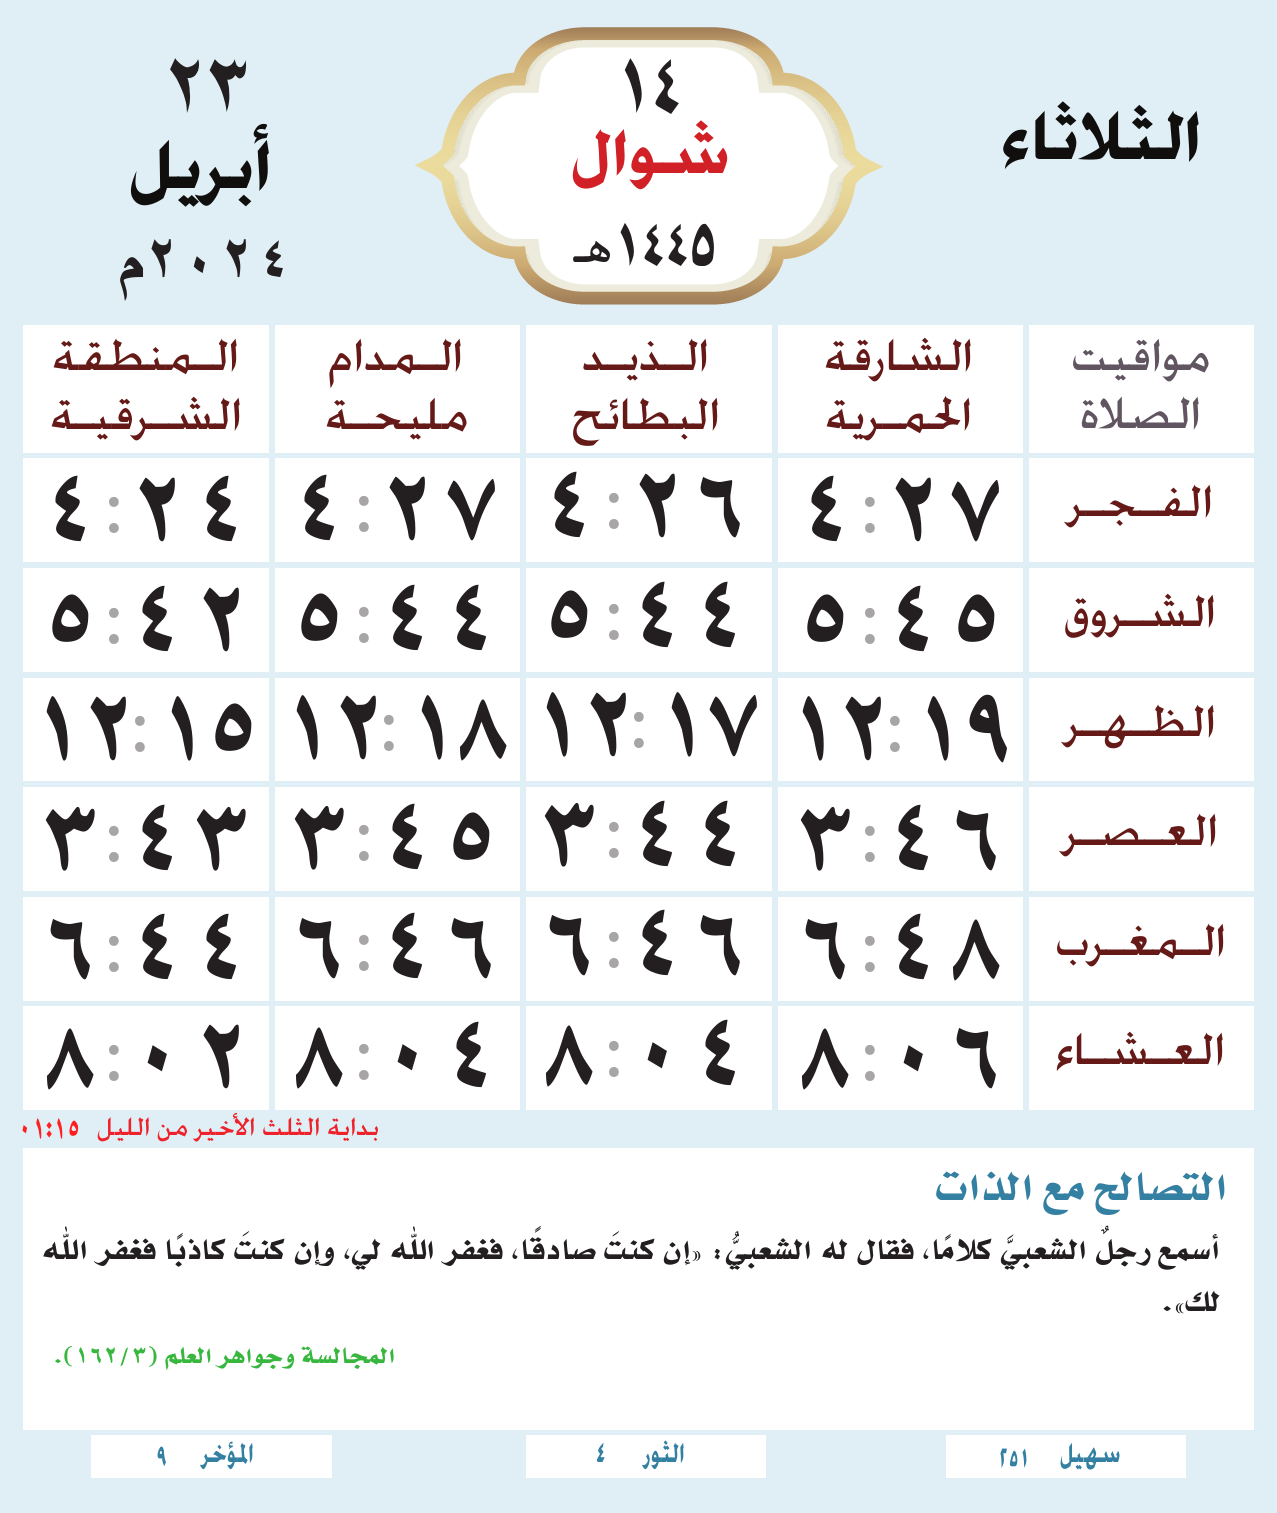 الثلاثاء
١٤
شوال
١٤٤٥هـ
٢٣
أبريل
٢٠٢٤م
مواقيت الصلاة
الشارقة الحمرية
الذيد البطائح
المدام مليحة
المنطقة الشرقية
الفجر ٤:٢٧ ٤:٢٦ ٤:٢٧ ٤:٢٤
الشروق ٥:٤٥ ٥:٤٤ ٥:٤٤ ٥:٤٢
الظهر ١٢:١٩ ١٢:١٧ ١٢:١٨ ١٢:١٥
العصر ٣:٤٦ ٣:٤٤ ٣:٤٥ ٣:٤٣
المغرب ٦:٤٨ ٦:٤٦ ٦:٤٦ ٦:٤٤
العشاء ٨:٠٦ ٨:٠٤ ٨:٠٤ ٨:٠٢
بداية الثلث الأخير من الليل ٠١:١٥
التصالح مع الذات
أسمع رجلٌ الشعبيَّ كلامًا، فقال له الشعبيُّ: «إن كنتَ صادقًا، فغفر الله لي، وإن كنتَ كاذبًا فغفر الله
لك».
المجالسة وجواهر العلم (٣/١٦٢).
سهيل ٢٥١
الثور ٤
المؤخر ٩